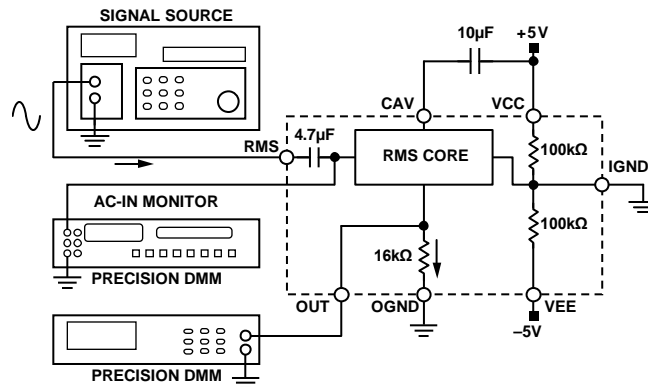 SIGNAL SOURCE
10µF
+5V
CAV
VCC
4.7µF
RMS
RMS CORE
100kΩ
IGND
AC-IN MONITOR
100kΩ
16kΩ
PRECISION DMM
OUT
OGND
VEE
–5V
PRECISION DMM